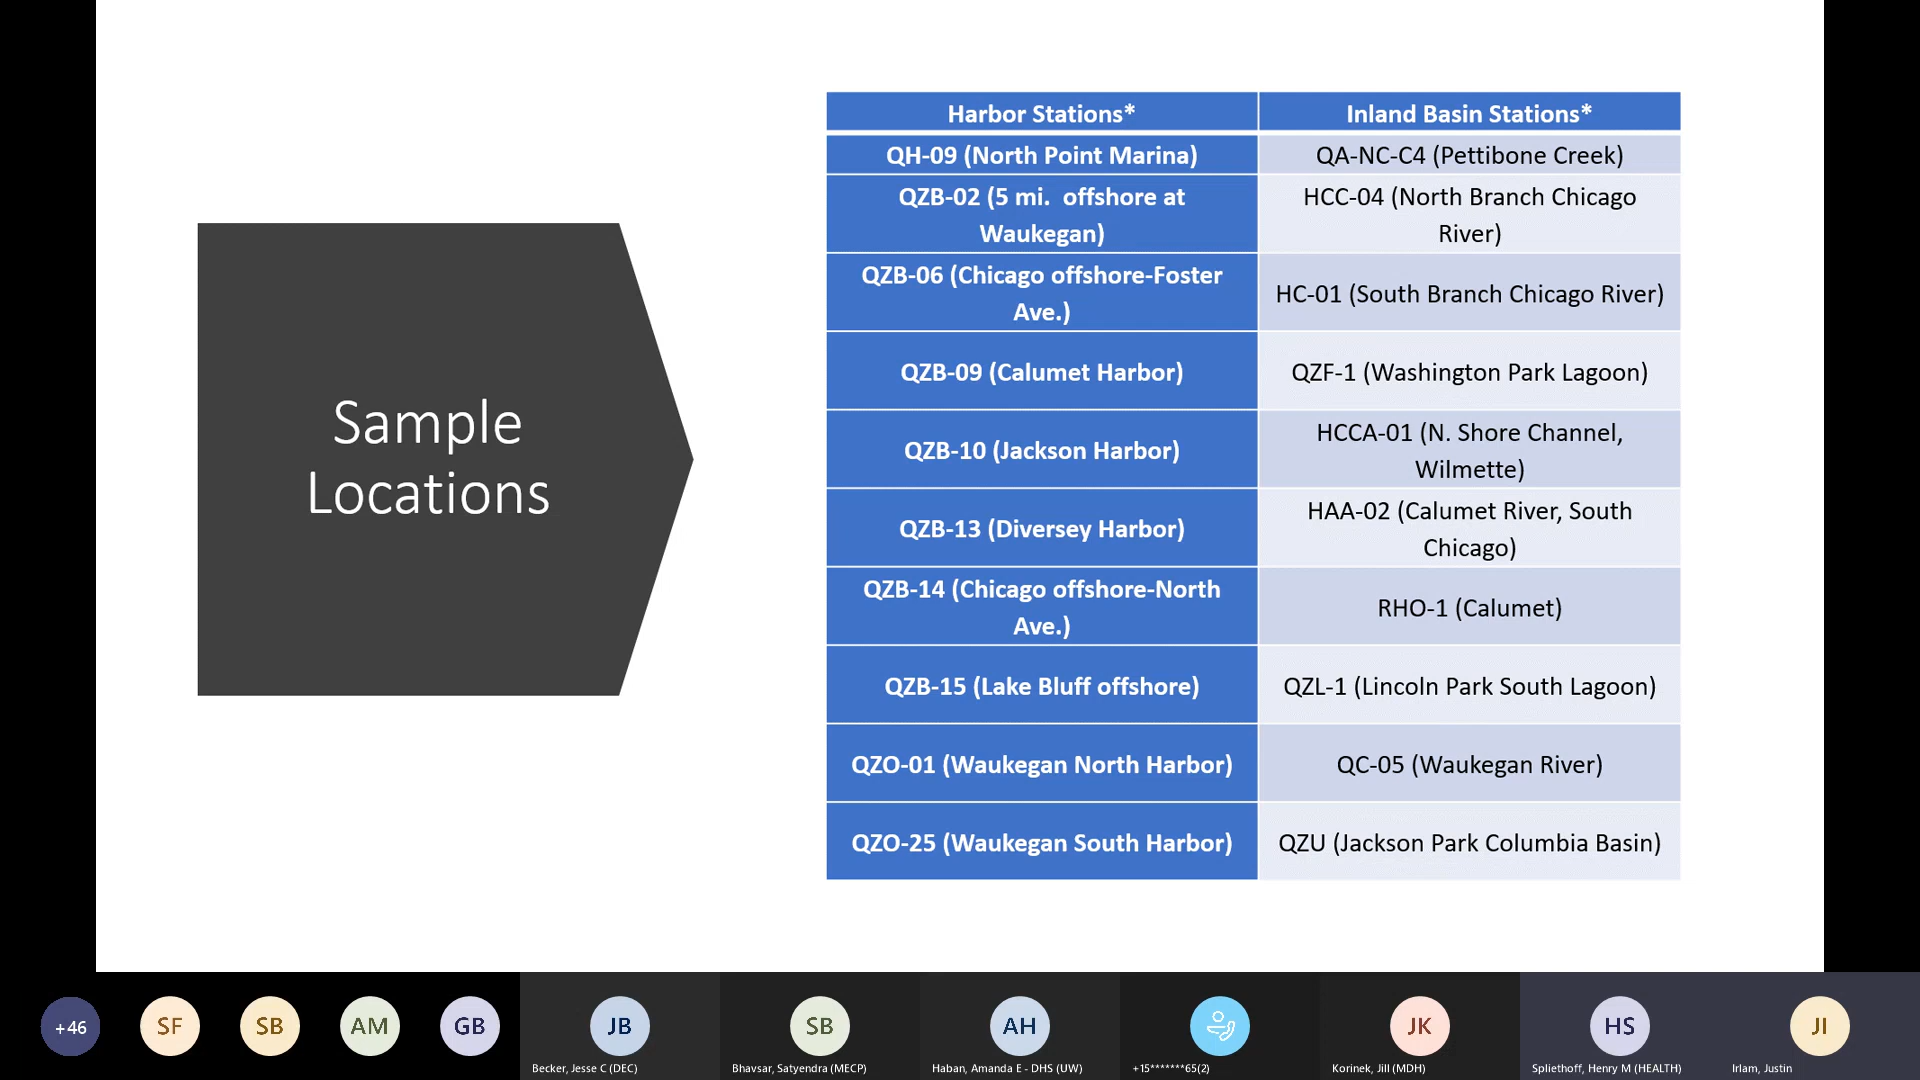 Sample
Locations
Harbor Stations*
Inland Basin Stations*
QH-09 (North Point Marina)
QA-NC-C4 (Pettibone Creek)
QZB-02 (5 mi.  offshore at
Waukegan)
HCC-04 (North Branch Chicago
River)
QZB-06 (Chicago offshore-Foster
Ave.)
HC-01 (South Branch Chicago River)
QZB-09 (Calumet Harbor)
QZF-1 (Washington Park Lagoon)
QZB-10 (Jackson Harbor)
HCCA-01 (N. Shore Channel,
Wilmette)
QZB-13 (Diversey Harbor)
HAA-02 (Calumet River, South
Chicago)
QZB-14 (Chicago offshore-North
Ave.)
RHO-1 (Calumet)
QZB-15 (Lake Bluff offshore)
QZL-1 (Lincoln Park South Lagoon)
QZO-01 (Waukegan North Harbor)
QC-05 (Waukegan River)
QZO-25 (Waukegan South Harbor)
QZU (Jackson Park Columbia Basin)
+46
SF
SB
AM
GB
JB
Becker, Jesse C (DEC)
SB
Bhavsar, Satyendra (MECP)
AH
Haban, Amanda E - DHS (UW)
+15*******65(2)
JK
Korinek, Jill (MDH)
HS
Spliethoff, Henry M (HEALTH)
JI
Irlam, Justin